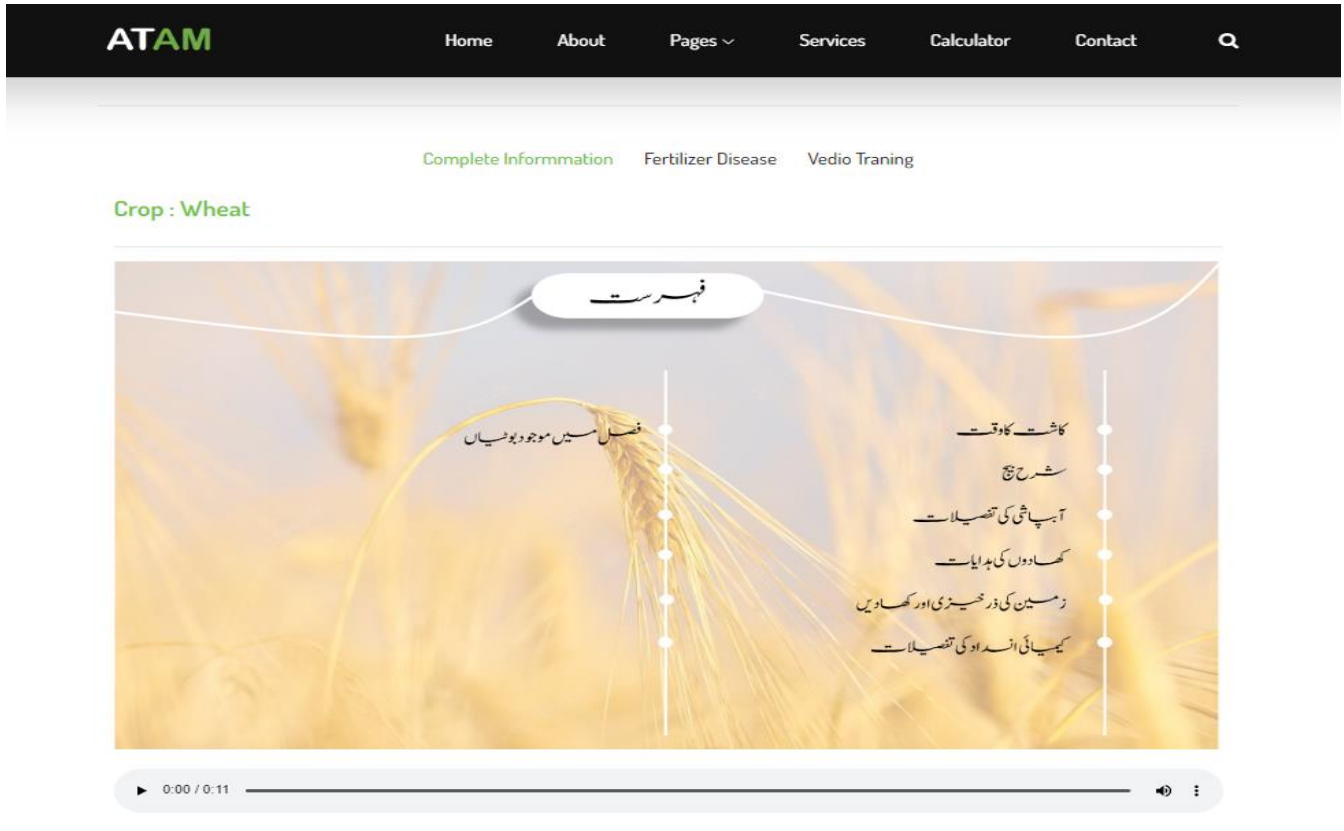 ATAM Home About Pages Services Calculator Contact
Complete Informmation Fertilizer Disease Vedio Traning
Crop : Wheat
فہرست
کاشت کا وقت
شرح بیج
آبپاشی کی تفصیلات
کھادوں کی ہدایات
زمین کی ذرخیزی اور کھادیں
کیمیائی انسداد کی تفصیلات
فصل میں موجود بوٹیاں
0:00 / 0:11